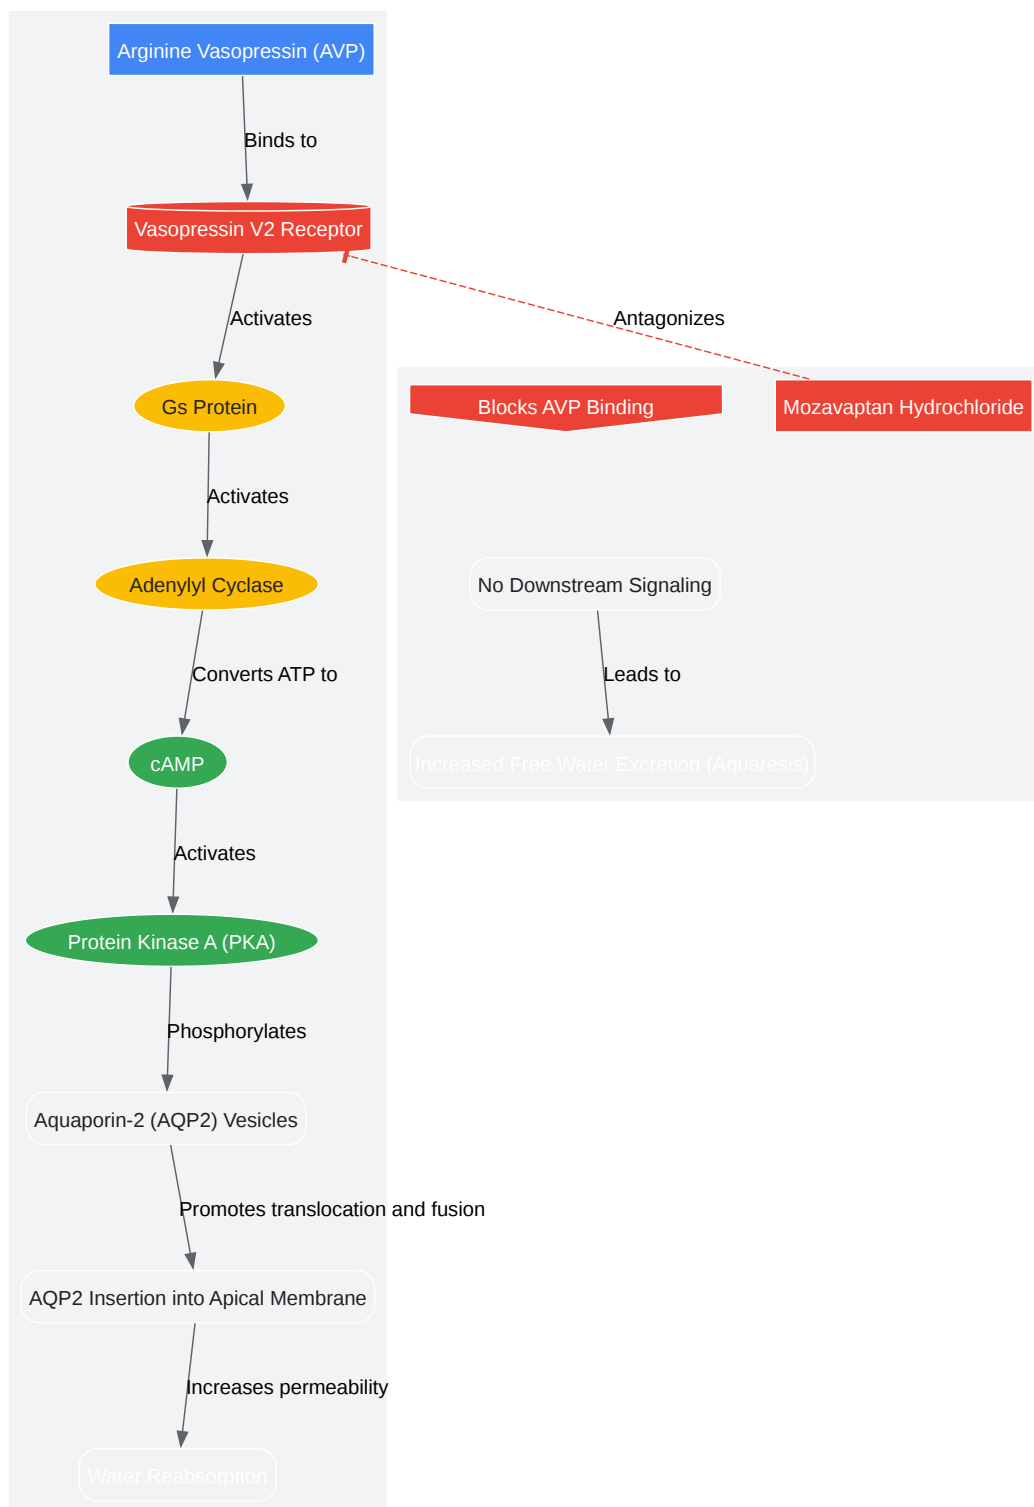 Arginine Vasopressin (AVP)
Binds to
Vasopressin V2 Receptor
Activates
Antagonizes
Gs Protein
Blocks AVP Binding
Mozavaptan Hydrochloride
Activates
Adenylyl Cyclase
No Downstream Signaling
Converts ATP to
Leads to
cAMP
Increased Free Water Excretion (Aquaresis)
Activates
Protein Kinase A (PKA)
Phosphorylates
Aquaporin-2 (AQP2) Vesicles
Promotes translocation and fusion
AQP2 Insertion into Apical Membrane
Increases permeability
Water Reabsorption